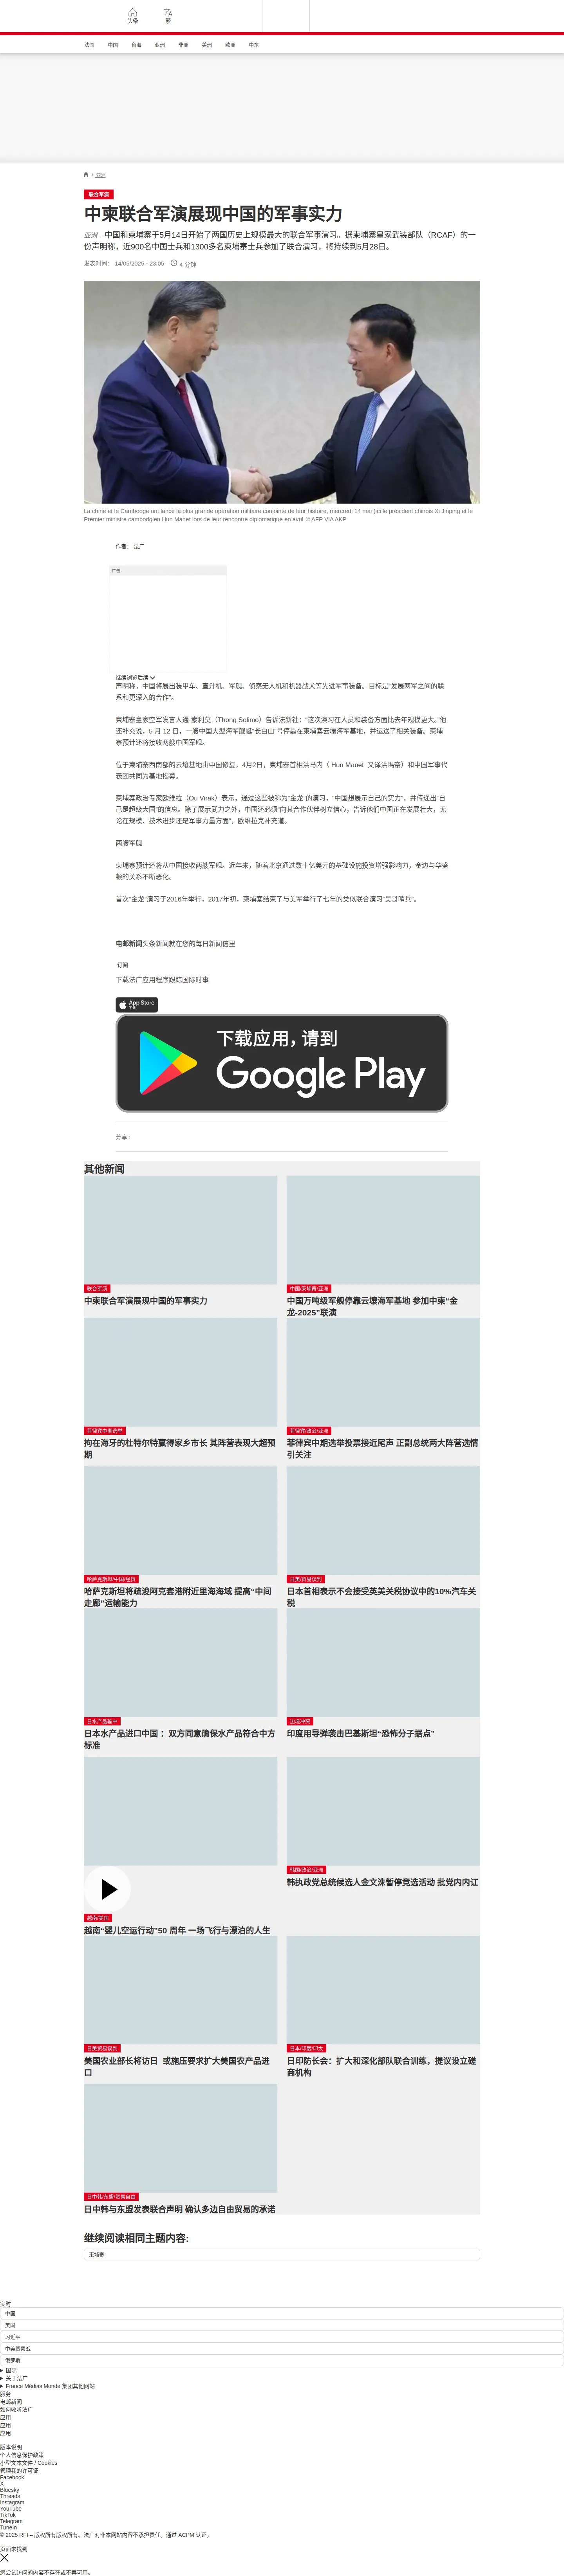 头条
繁
法国
中国
台海
亚洲
非洲
美洲
欧洲
中东
/ 亚洲
联合军演
中柬联合军演展现中国的军事实力
亚洲 – 中国和柬埔寨于5月14日开始了两国历史上规模最大的联合军事演习。据柬埔寨皇家武装部队（RCAF）的一
份声明称，近900名中国士兵和1300多名柬埔寨士兵参加了联合演习，将持续到5月28日。
发表时间： 14/05/2025 - 23:05
4 分钟
La chine et le Cambodge ont lancé la plus grande opération militaire conjointe de leur histoire, mercredi 14 mai (ici le président chinois Xi Jinping et le
Premier ministre cambodgien Hun Manet lors de leur rencontre diplomatique en avril © AFP VIA AKP
作者： 法广
广告
继续浏览后续
声明称，中国将展出装甲车、直升机、军舰、侦察无人机和机器战犬等先进军事装备。目标是“发展两军之间的联
系和更深入的合作”。
柬埔寨皇家空军发言人通·索利莫（Thong Solimo）告诉法新社：“这次演习在人员和装备方面比去年规模更大。”他
还补充说，5 月 12 日，一艘中国大型海军舰艇“长白山”号停靠在柬埔寨云壤海军基地，并运送了相关装备。柬埔
寨预计还将接收两艘中国军舰。
位于柬埔寨西南部的云壤基地由中国修复，4月2日，柬埔寨首相洪马内（ Hun Manet 又译洪瑪奈）和中国军事代
表团共同为基地揭幕。
柬埔寨政治专家欧维拉（Ou Virak）表示，通过这些被称为“金龙”的演习，“中国想展示自己的实力”，并传递出“自
己是超级大国”的信息。除了展示武力之外，中国还必须“向其合作伙伴树立信心，告诉他们中国正在发展壮大，无
论在规模、技术进步还是军事力量方面”，欧维拉克补充道。
两艘军舰
柬埔寨预计还将从中国接收两艘军舰。近年来，随着北京通过数十亿美元的基础设施投资增强影响力，金边与华盛
顿的关系不断恶化。
首次“金龙”演习于2016年举行，2017年初，柬埔寨结束了与美军举行了七年的类似联合演习“吴哥哨兵”。
电邮新闻头条新闻就在您的每日新闻信里
订阅
下载法广应用程序跟踪国际时事
App Store
下载
下载应用，请到
Google Play
分享 :
其他新闻
联合军演
中柬联合军演展现中国的军事实力
中国/柬埔寨/亚洲
中国万吨级军舰停靠云壤海军基地 参加中柬“金
龙-2025”联演
菲律宾中期选举
拘在海牙的杜特尔特赢得家乡市长 其阵营表现大超预
期
菲律宾/政治/亚洲
菲律宾中期选举投票接近尾声 正副总统两大阵营选情
引关注
哈萨克斯坦/中国/经贸
哈萨克斯坦将疏浚阿克套港附近里海海域 提高“中间
走廊”运输能力
日美/贸易谈判
日本首相表示不会接受英美关税协议中的10%汽车关
税
日水产品输中
日本水产品进口中国： 双方同意确保水产品符合中方
标准
边境冲突
印度用导弹袭击巴基斯坦“恐怖分子据点”
越南/美国
越南“婴儿空运行动”50 周年 一场飞行与漂泊的人生
韩国/政治/亚洲
韩执政党总统候选人金文洙暂停竞选活动 批党内内讧
日美贸易谈判
美国农业部长将访日 或施压要求扩大美国农产品进
口
日本/印度/印太
日印防长会：扩大和深化部队联合训练，提议设立磋
商机构
日中韩/东盟/贸易自由
日中韩与东盟发表联合声明 确认多边自由贸易的承诺
继续阅读相同主题内容:
柬埔寨
实时
中国
美国
习近平
中美贸易战
俄罗斯
国际
关于法广
France Médias Monde 集团其他网站
服务
电邮新闻
如何收听法广
应用
应用
应用
版本说明
个人信息保护政策
小型文本文件 / Cookies
管理我的许可证
Facebook
X
Bluesky
Threads
Instagram
YouTube
TikTok
Telegram
TuneIn
© 2025 RFI – 版权所有版权所有。法广对非本网站内容不承担责任。通过 ACPM 认证。
页面未找到
您尝试访问的内容不存在或不再可用。